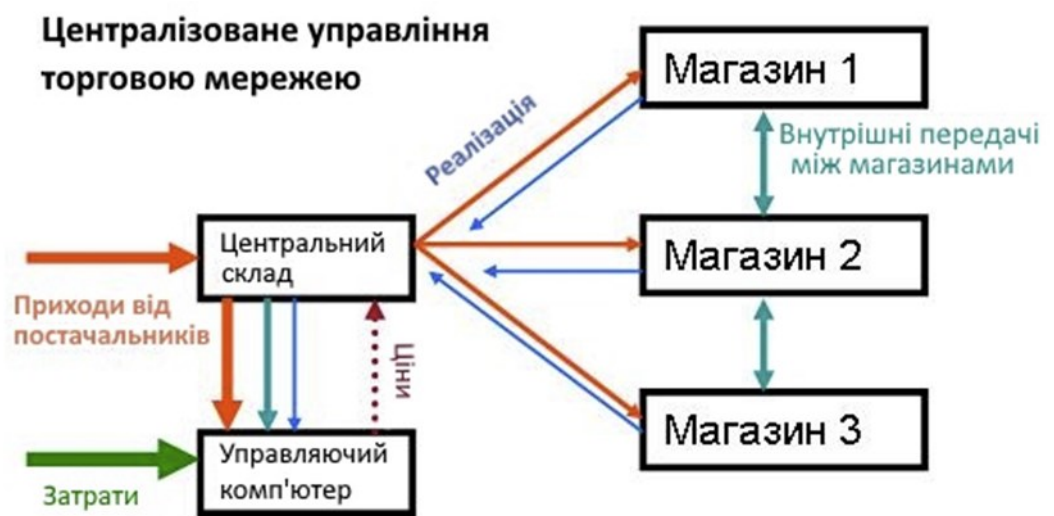 Централізоване управління
торговою мережею
Магазин 1
Реалізація
Внутрішні передачі
між магазинами
Центральний
склад
Магазин 2
Приходи від
постачальників
Ціни
Магазин 3
Управляючий
комп'ютер
Затрати